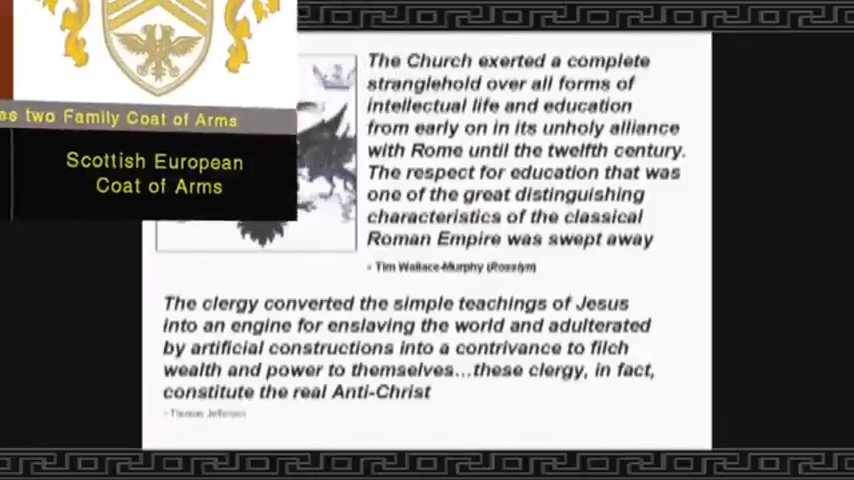 es two Family Coat of Arms
Scottish European
Coat of Arms
The Church exerted a complete
stranglehold over all forms of
intellectual life and education
from early on in its unholy alliance
with Rome until the twelfth century.
The respect for education that was
one of the great distinguishing
characteristics of the classical
Roman Empire was swept away
- Tim Wallace-Murphy (Rosslyn)
The clergy converted the simple teachings of Jesus
into an engine for enslaving the world and adulterated
by artificial constructions into a contrivance to filch
wealth and power to themselves...these clergy, in fact,
constitute the real Anti-Christ
- Thomas Jefferson